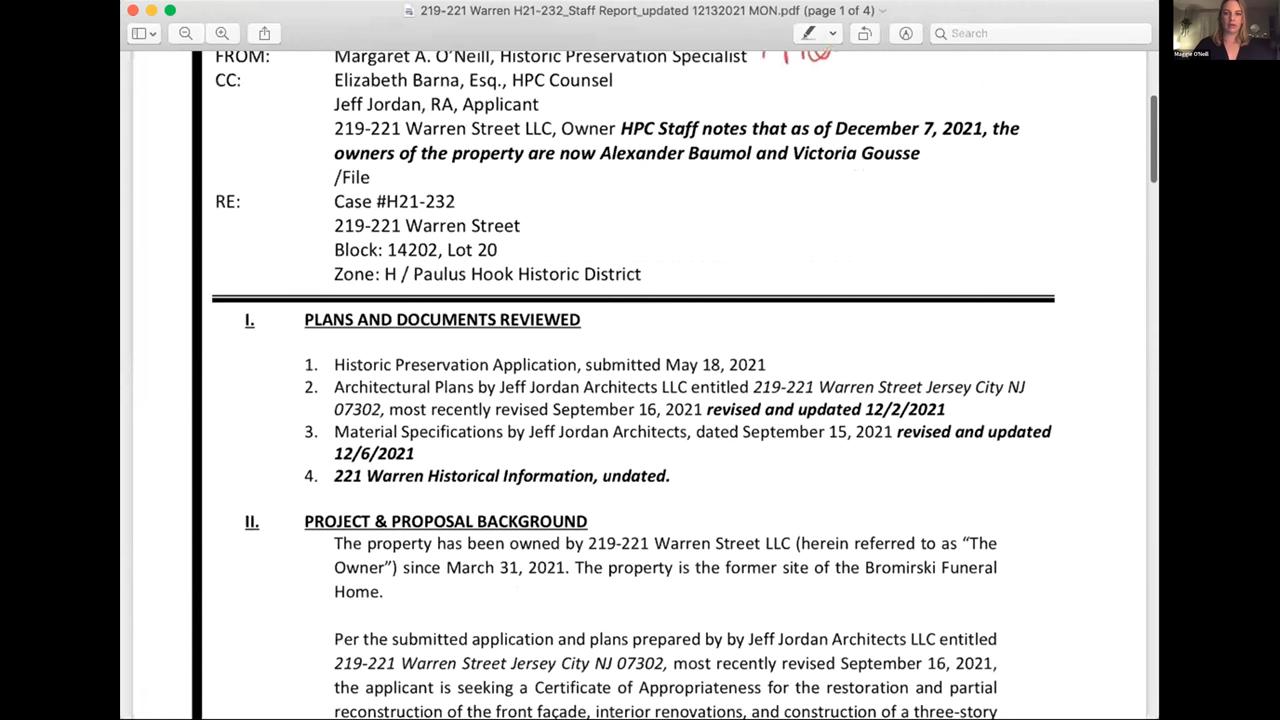 219-221 Warren H21-232_Staff Report_updated 12132021 MON.pdf (page 1 of 4)
Search
Maggie O'Neill
FROM: Margaret A. O'Neill, Historic Preservation Specialist
CC: Elizabeth Barna, Esq., HPC Counsel
Jeff Jordan, RA, Applicant
219-221 Warren Street LLC, Owner HPC Staff notes that as of December 7, 2021, the
owners of the property are now Alexander Baumol and Victoria Gousse
/File
RE: Case #H21-232
219-221 Warren Street
Block: 14202, Lot 20
Zone: H / Paulus Hook Historic District
I. PLANS AND DOCUMENTS REVIEWED
1. Historic Preservation Application, submitted May 18, 2021
2. Architectural Plans by Jeff Jordan Architects LLC entitled 219-221 Warren Street Jersey City NJ
07302, most recently revised September 16, 2021 revised and updated 12/2/2021
3. Material Specifications by Jeff Jordan Architects, dated September 15, 2021 revised and updated
12/6/2021
4. 221 Warren Historical Information, undated.
II. PROJECT & PROPOSAL BACKGROUND
The property has been owned by 219-221 Warren Street LLC (herein referred to as “The
Owner”) since March 31, 2021. The property is the former site of the Bromirski Funeral
Home.
Per the submitted application and plans prepared by by Jeff Jordan Architects LLC entitled
219-221 Warren Street Jersey City NJ 07302, most recently revised September 16, 2021,
the applicant is seeking a Certificate of Appropriateness for the restoration and partial
reconstruction of the front façade, interior renovations, and construction of a three-story